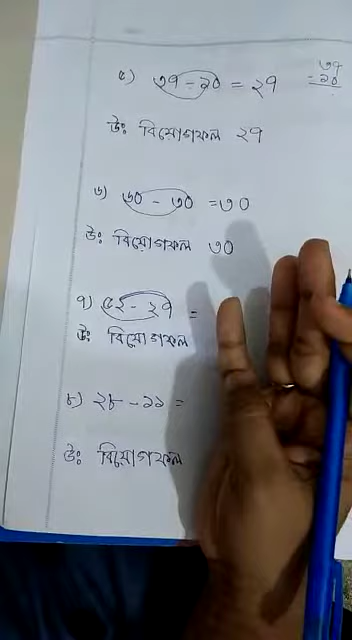 ৫) ৩৭ - ১০ = ২৭
৩৭
- ১০
উঃ বিয়োগফল ২৭
৬) ৬০ - ৩০ = ৩০
উঃ বিয়োগফল ৩০
৭) ৫২ - ২৭ =
উঃ বিয়োগফল
৮) ২৮ - ১১ =
উঃ বিয়োগফল